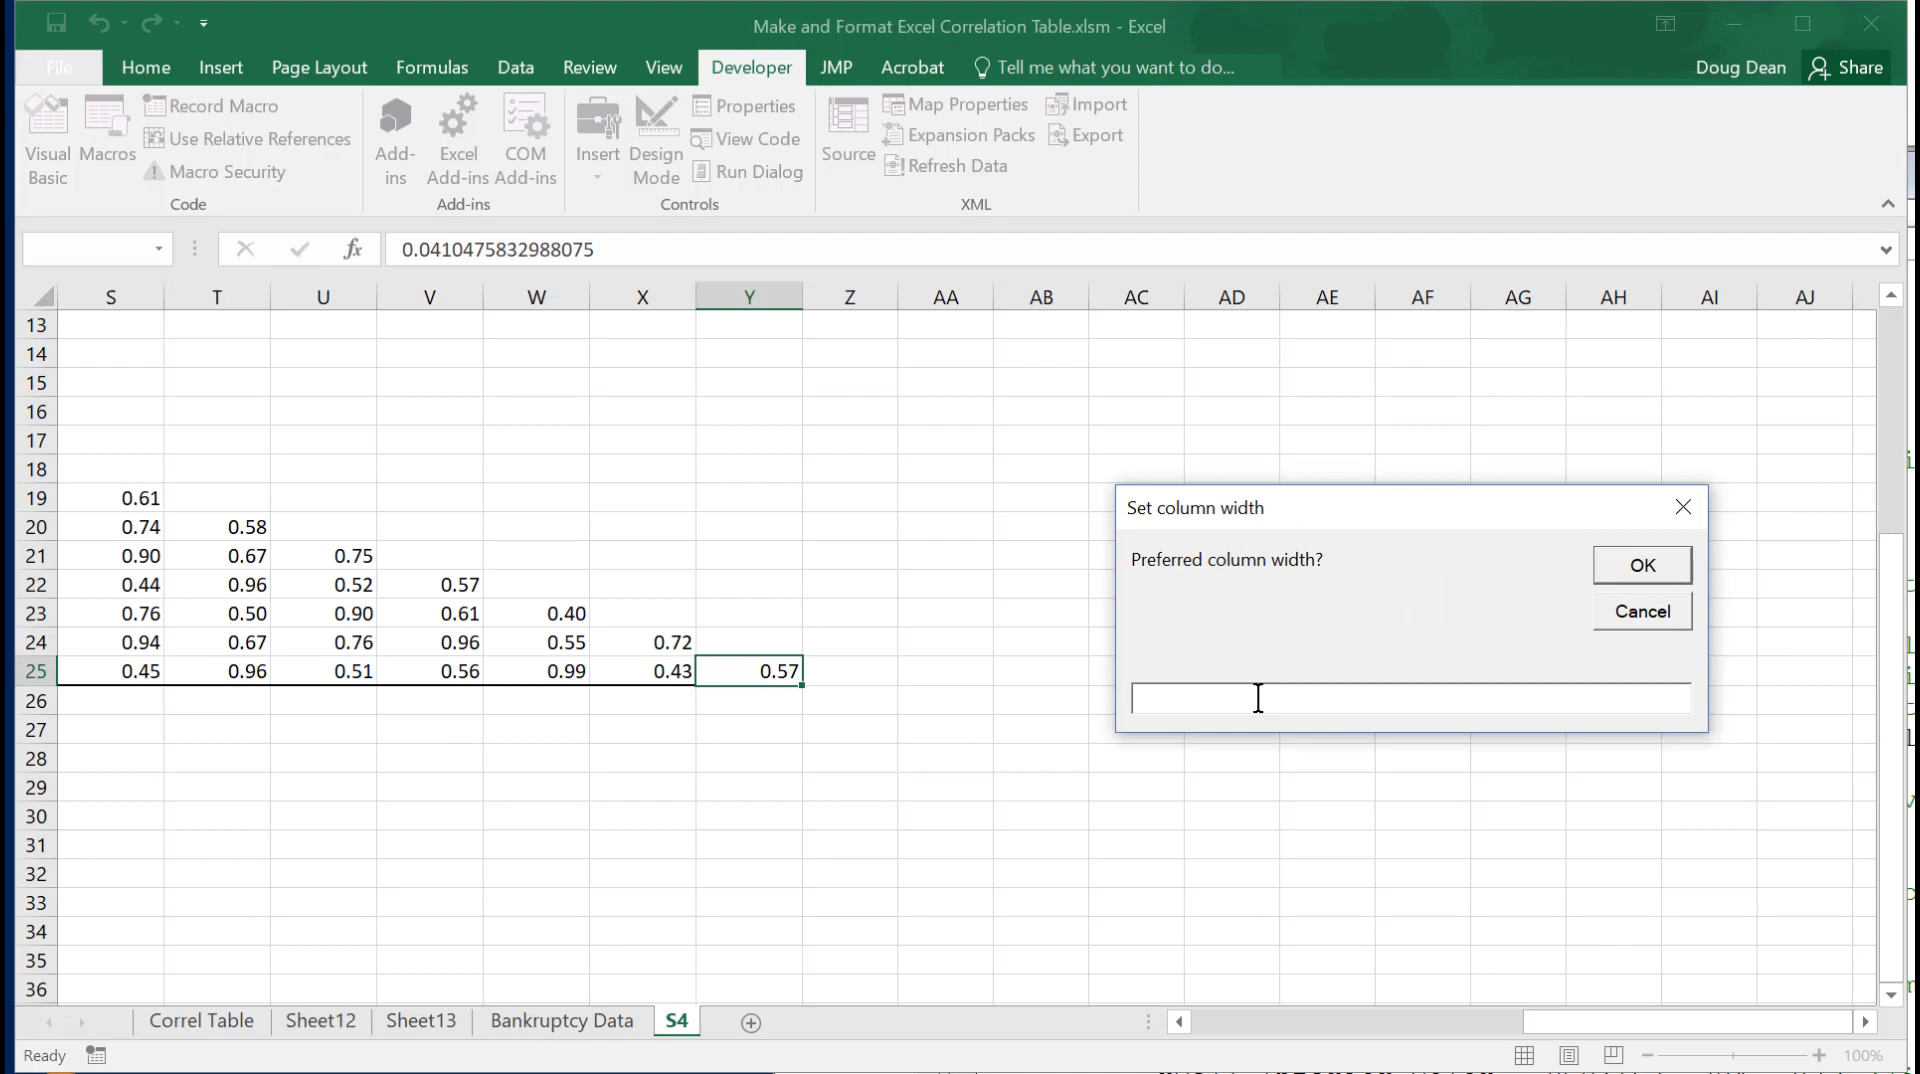 Make and Format Excel Correlation Table.xlsm - Excel
File Home Insert Page Layout Formulas Data Review View Developer JMP Acrobat Tell me what you want to do... Doug Dean Share
Visual Basic
Macros
Record Macro
Use Relative References
Macro Security
Code
Add-ins
Excel Add-ins
COM Add-ins
Add-ins
Insert
Design Mode
Properties
View Code
Run Dialog
Controls
Source
Map Properties
Expansion Packs
Refresh Data
Import
Export
XML
fx 0.0410475832988075
S T U V W X Y Z AA AB AC AD AE AF AG AH AI AJ
13
14
15
16
17
18
19 0.61
20 0.74 0.58
21 0.90 0.67 0.75
22 0.44 0.96 0.52 0.57
23 0.76 0.50 0.90 0.61 0.40
24 0.94 0.67 0.76 0.96 0.55 0.72
25 0.45 0.96 0.51 0.56 0.99 0.43 0.57
26
27
28
29
30
31
32
33
34
35
36
Set column width
Preferred column width?
OK
Cancel
Correl Table Sheet12 Sheet13 Bankruptcy Data S4
Ready 100%